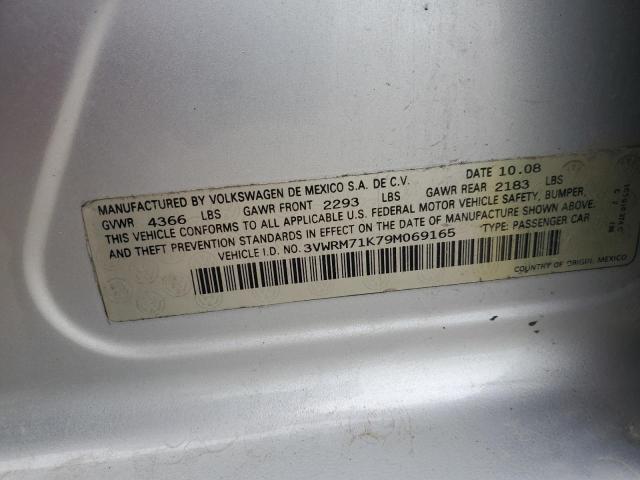 MANUFACTURED BY VOLKSWAGEN DE MEXICO S.A. DE C.V. DATE 10.08
GVWR 4366 LBS GAWR FRONT 2293 LBS GAWR REAR 2183 LBS
THIS VEHICLE CONFORMS TO ALL APPLICABLE U.S. FEDERAL MOTOR VEHICLE SAFETY, BUMPER,
AND THEFT PREVENTION STANDARDS IN EFFECT ON THE DATE OF MANUFACTURE SHOWN ABOVE.
VEHICLE I.D. NO. 3VWRM71K79M069165 TYPE: PASSENGER CAR
COUNTRY OF ORIGIN: MEXICO